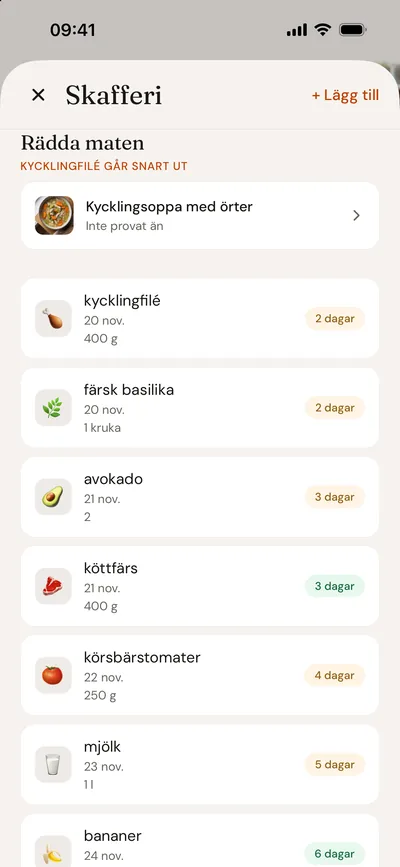 09:41
Skafferi
+ Lägg till
Rädda maten
KYCKLINGFILÉ GÅR SNART UT
Kycklingsoppa med örter
Inte provat än
kycklingfilé
20 nov.
400 g
2 dagar
färsk basilika
20 nov.
1 kruka
2 dagar
avokado
21 nov.
2
3 dagar
köttfärs
21 nov.
400 g
3 dagar
körsbärstomater
22 nov.
250 g
4 dagar
mjölk
23 nov.
1 l
5 dagar
bananer
24 nov.
6 dagar